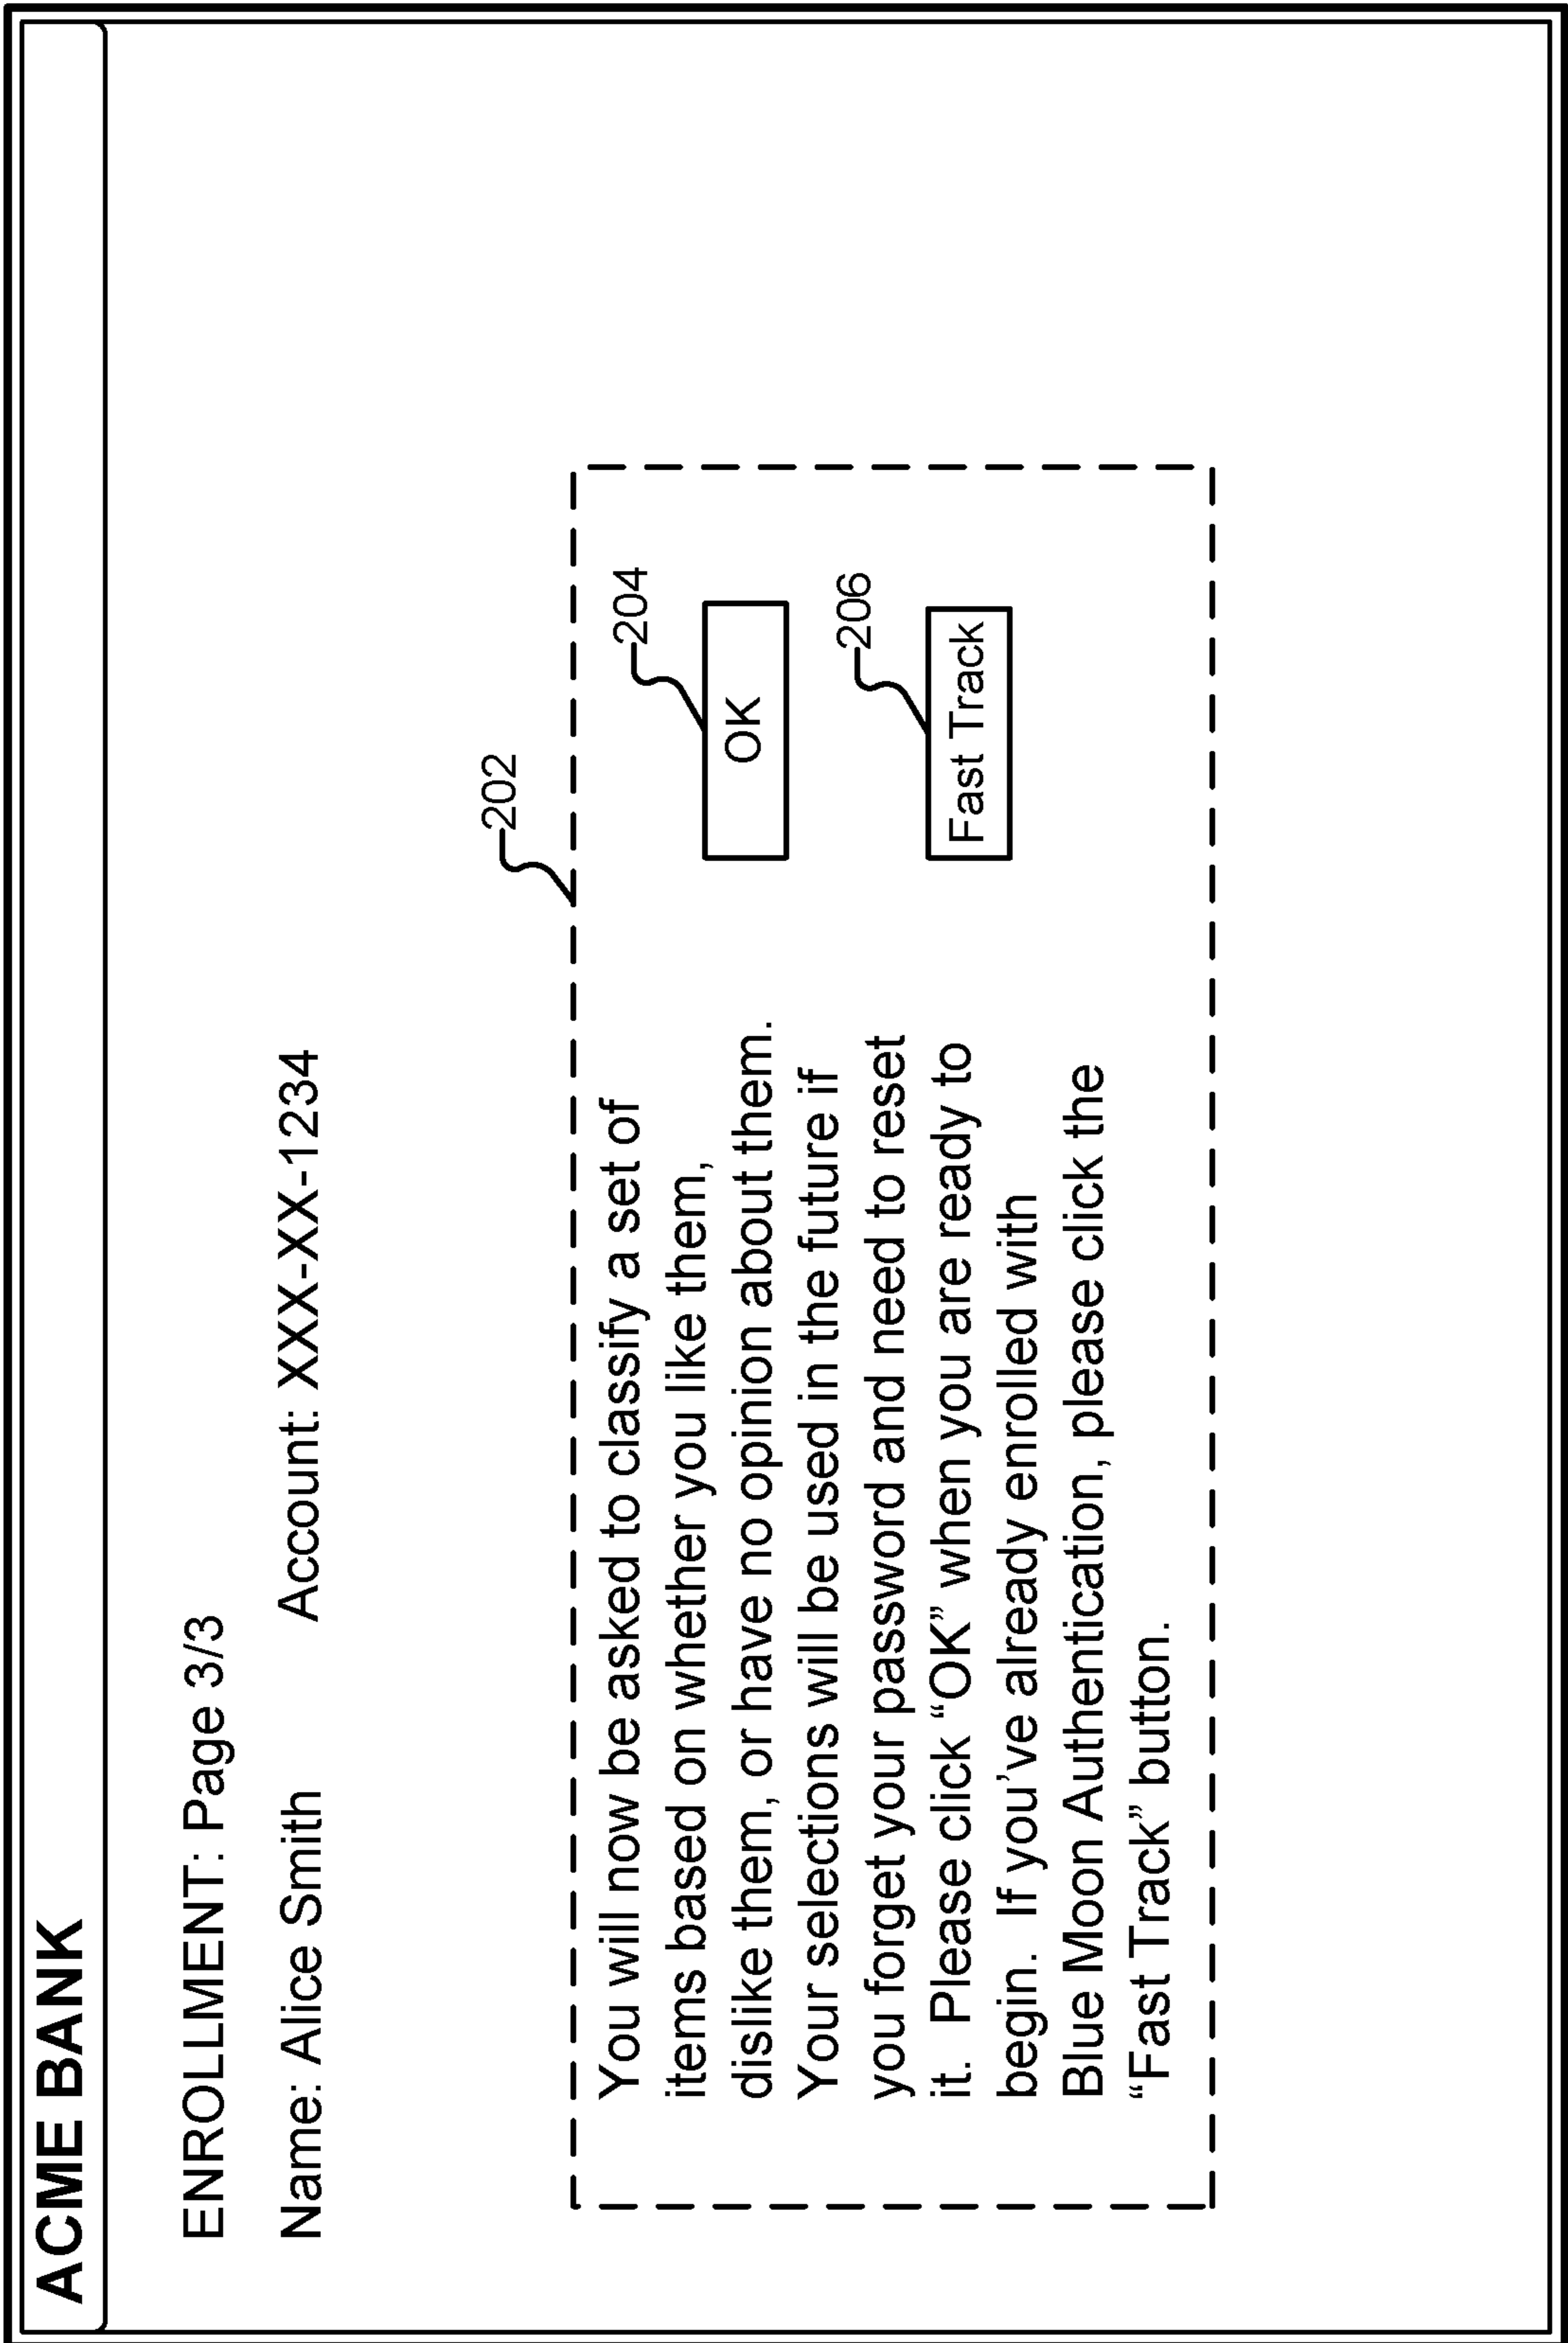 ACME BANK
ENROLLMENT: Page 3/3
Name: Alice Smith Account: XXX-XX-1234
202
You will now be asked to classify a set of
items based on whether you like them,
dislike them, or have no opinion about them.
Your selections will be used in the future if
you forget your password and need to reset
it. Please click “OK” when you are ready to
begin. If you’ve already enrolled with
Blue Moon Authentication, please click the
“Fast Track” button.
204
OK
206
Fast Track